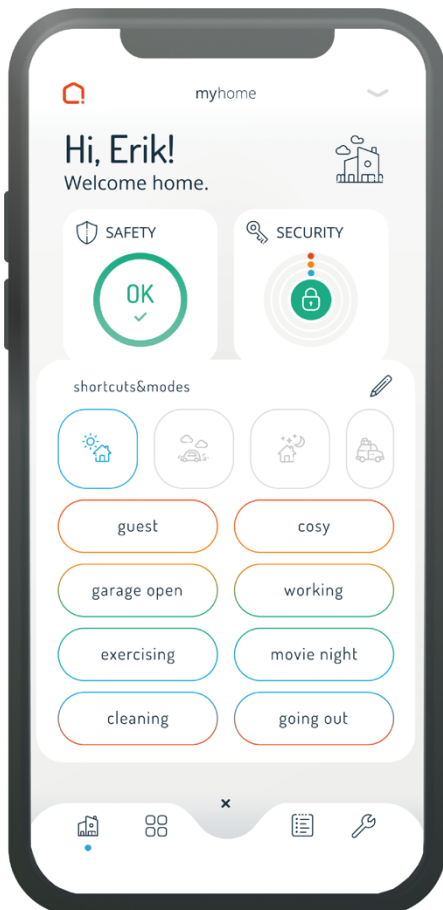 myhome
Hi, Erik!
Welcome home.
SAFETY
SECURITY
OK
shortcuts&modes
guest
cosy
garage open
working
exercising
movie night
cleaning
going out